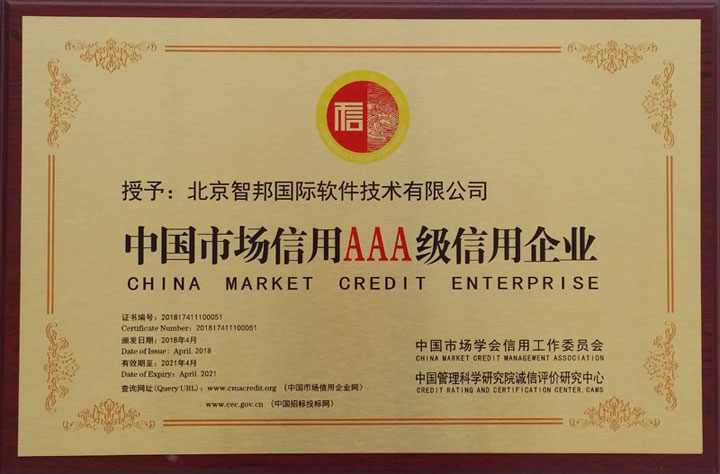 信
授予：北京智邦国际软件技术有限公司
中国市场信用AAA级信用企业
CHINA MARKET CREDIT ENTERPRISE
证书编号：201817411100051
Certificate Number：201817411100051
颁发日期：2018年4月
Date of Issue：April. 2018
有效期至：2021年4月
Date of Expiry：April. 2021
查询网址(Query URL)：www.cmacredit.org （中国市场信用企业网）
www.cec.gov.cn （中国招标投标网）
中国市场学会信用工作委员会
CHINA MARKET CREDIT MANAGEMENT ASSOCIATION
中国管理科学研究院诚信评价研究中心
CREDIT RATING AND CERTIFICATION CENTER, CAMS